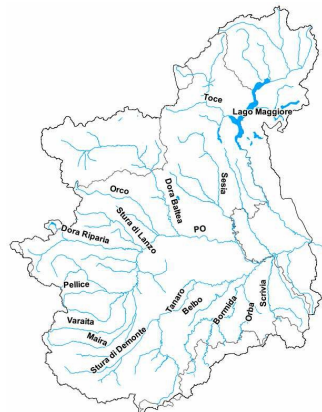 Toce
Lago Maggiore
Orco
Dora Baltea
Sesia
Stura di Lanzo
Dora Riparia
PO
Pellice
Varaita
Maira
Stura di Demonte
Tanaro
Belbo
Bormida
Orba
Scrivia